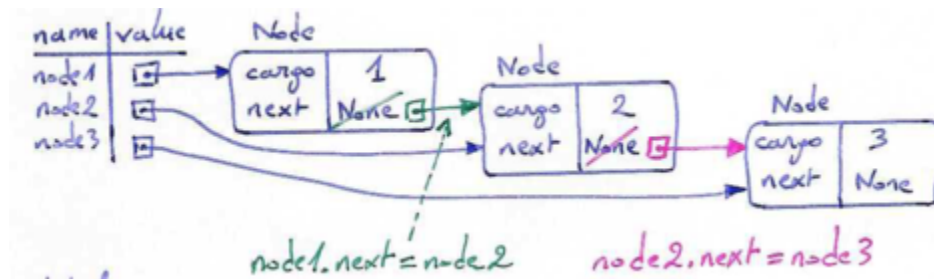 name value
node1
node2
node3
Node
cargo 1
next None
Node
cargo 2
next None
Node
cargo 3
next None
node1.next=node2
node2.next=node3